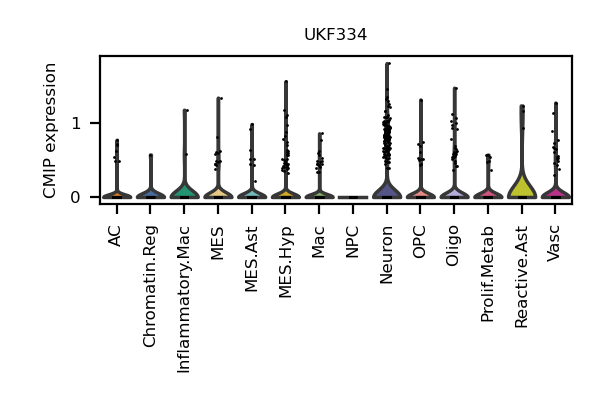 UKF334
CMIP expression
1
0
AC
Chromatin.Reg
Inflammatory.Mac
MES
MES.Ast
MES.Hyp
Mac
NPC
Neuron
OPC
Oligo
Prolif.Metab
Reactive.Ast
Vasc